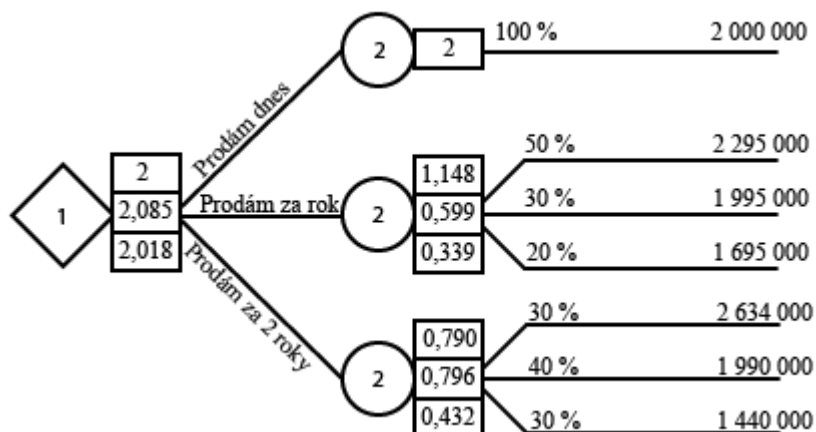 2
2
100 %
2 000 000
Prodám dnes
1
2
2,085
2,018
Prodám za rok
2
1,148
0,599
0,339
50 %
2 295 000
30 %
1 995 000
20 %
1 695 000
Prodám za 2 roky
2
0,790
0,796
0,432
30 %
2 634 000
40 %
1 990 000
30 %
1 440 000